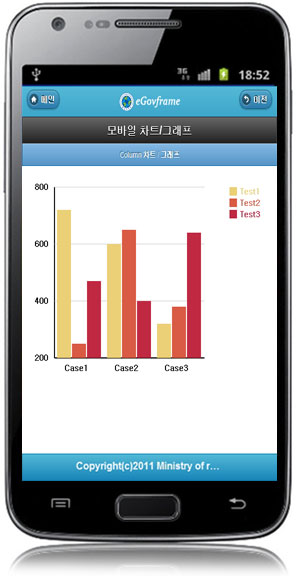 3G
18:52
메인
eGovframe
이전
모바일 차트/그래프
Column 차트 : 그래프
800
600
400
200
Test1
Test2
Test3
Case1
Case2
Case3
Copyright(c)2011 Ministry of r...